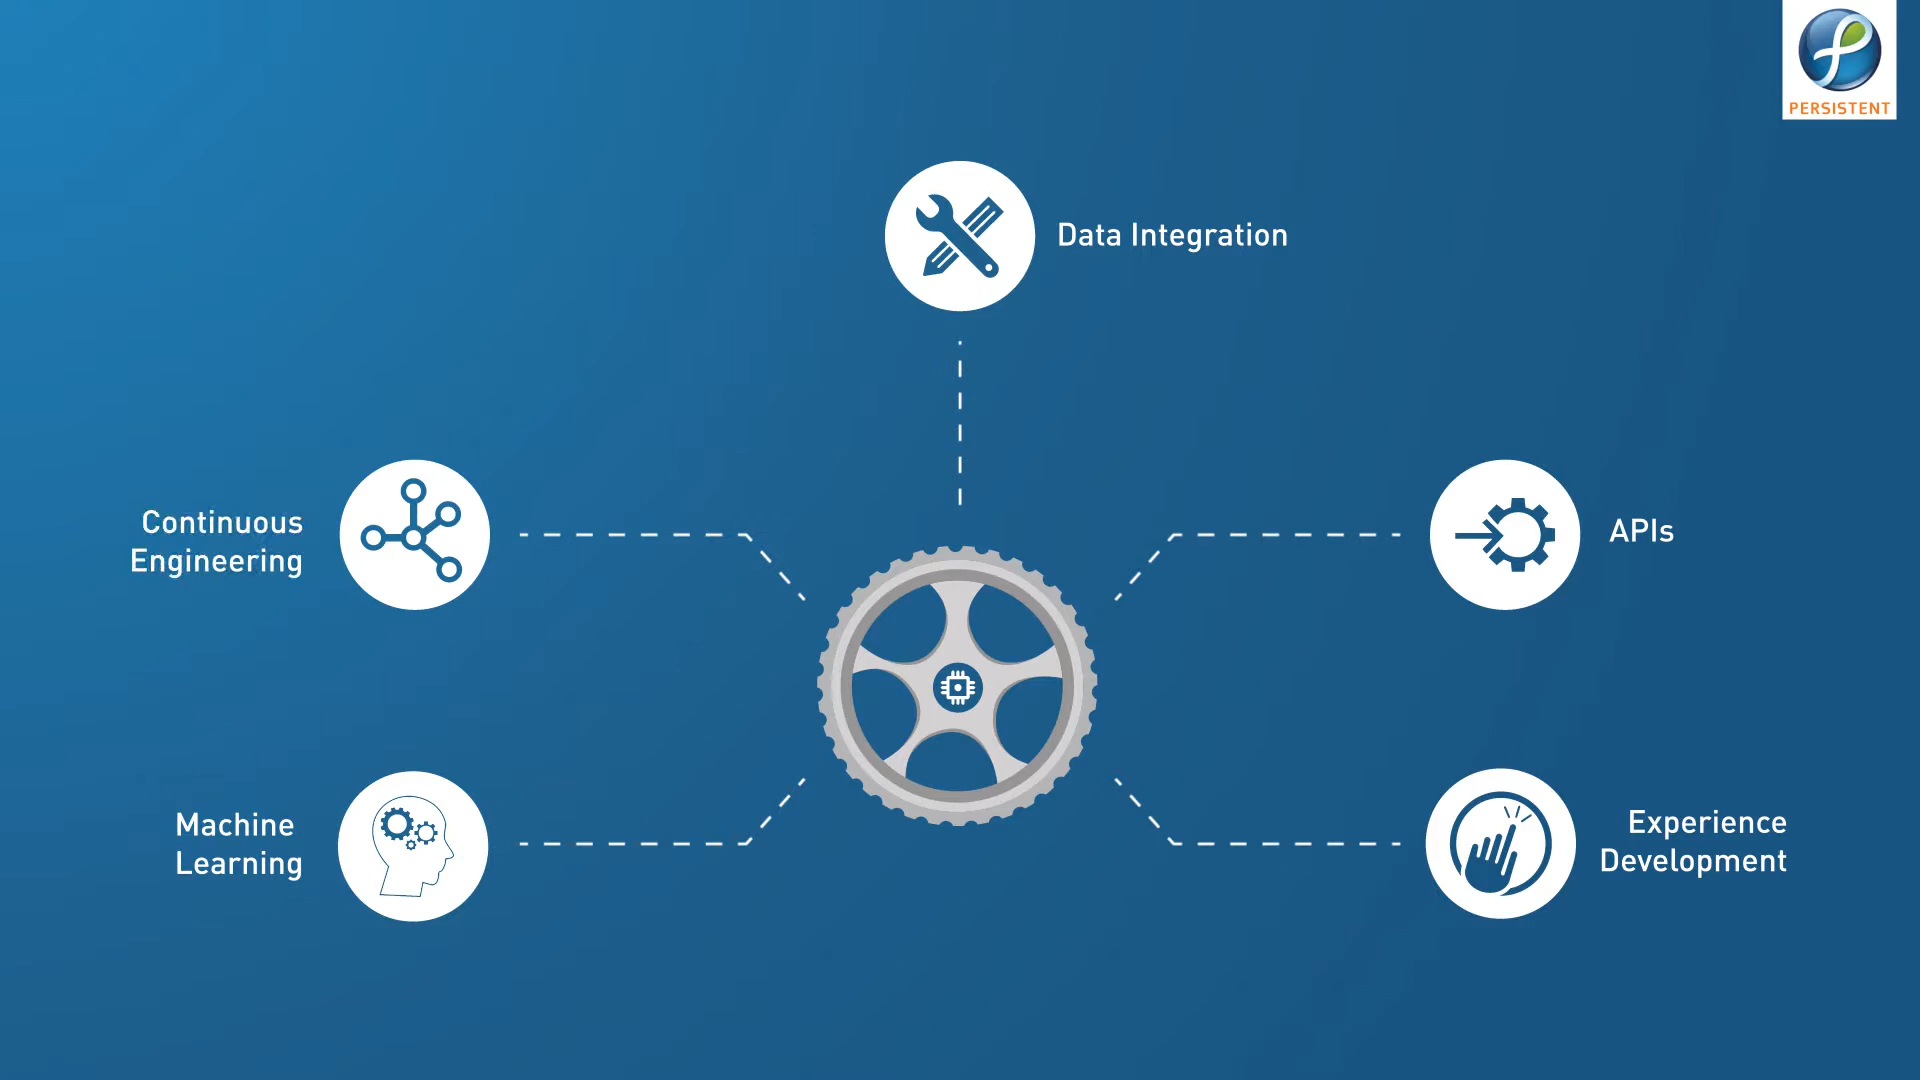 PERSISTENT
Data Integration
Continuous
Engineering
APIs
Machine
Learning
Experience
Development